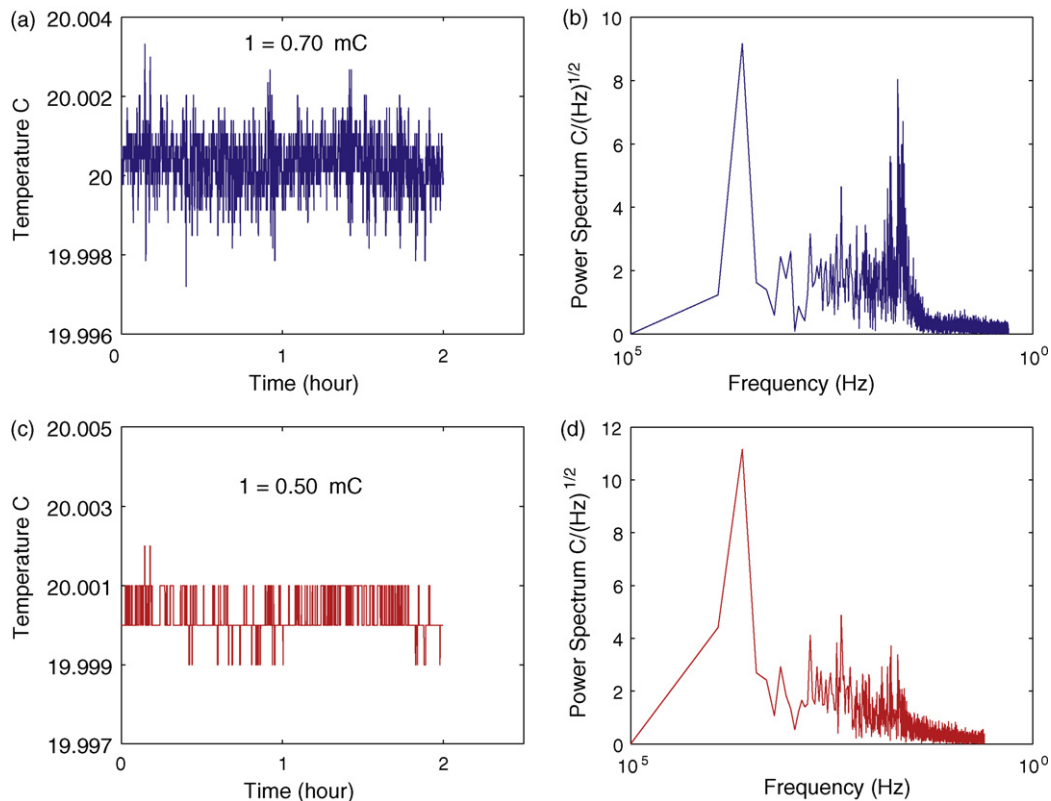 (a)
20.004
20.002
20
19.998
19.996
Temperature C
1 = 0.70 mC
0
1
2
Time (hour)
(b)
10
8
6
4
2
0
Power Spectrum C/(Hz)^1/2
10^5
10^0
Frequency (Hz)
(c)
20.005
20.003
20.001
19.999
19.997
Temperature C
1 = 0.50 mC
0
1
2
Time (hour)
(d)
12
10
8
6
4
2
0
Power Spectrum C/(Hz)^1/2
10^5
10^0
Frequency (Hz)